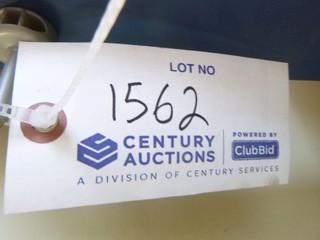 LOT NO
1562
CENTURY AUCTIONS
POWERED BY
ClubBid
A DIVISION OF CENTURY SERVICES